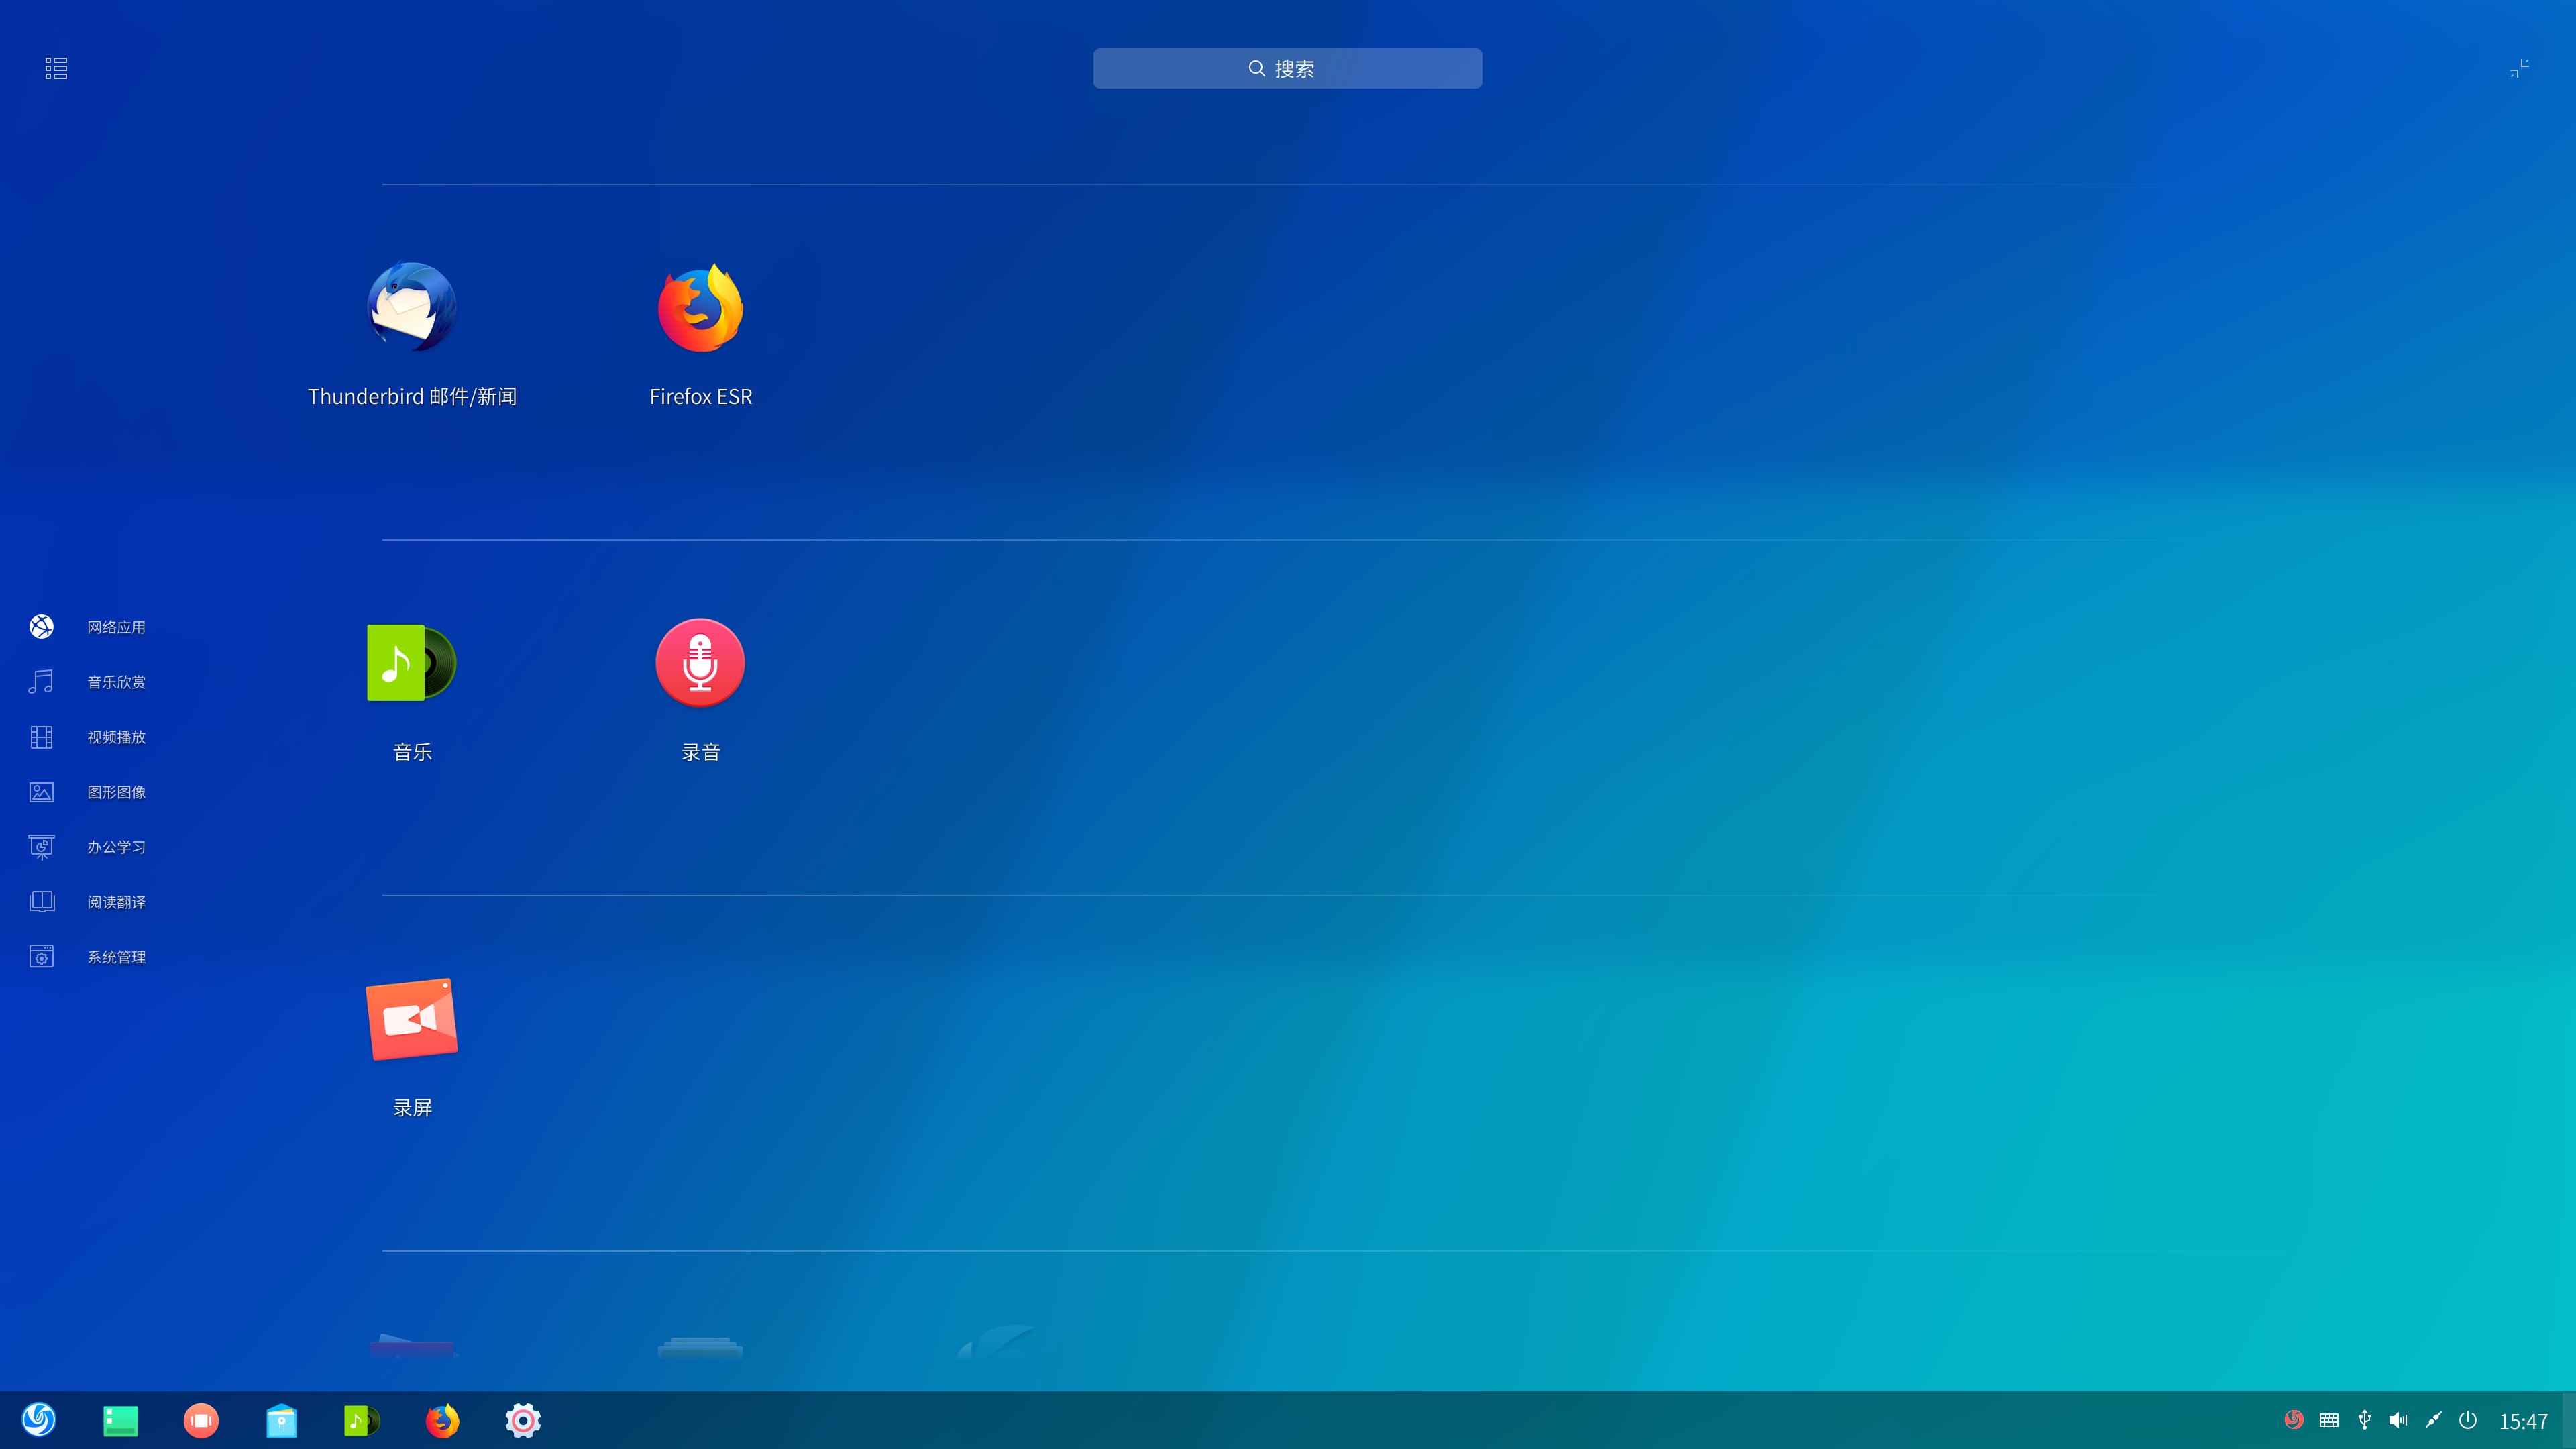 搜索
Thunderbird 邮件/新闻
Firefox ESR
网络应用
音乐欣赏
视频播放
图形图像
办公学习
阅读翻译
系统管理
音乐
录音
录屏
15:47